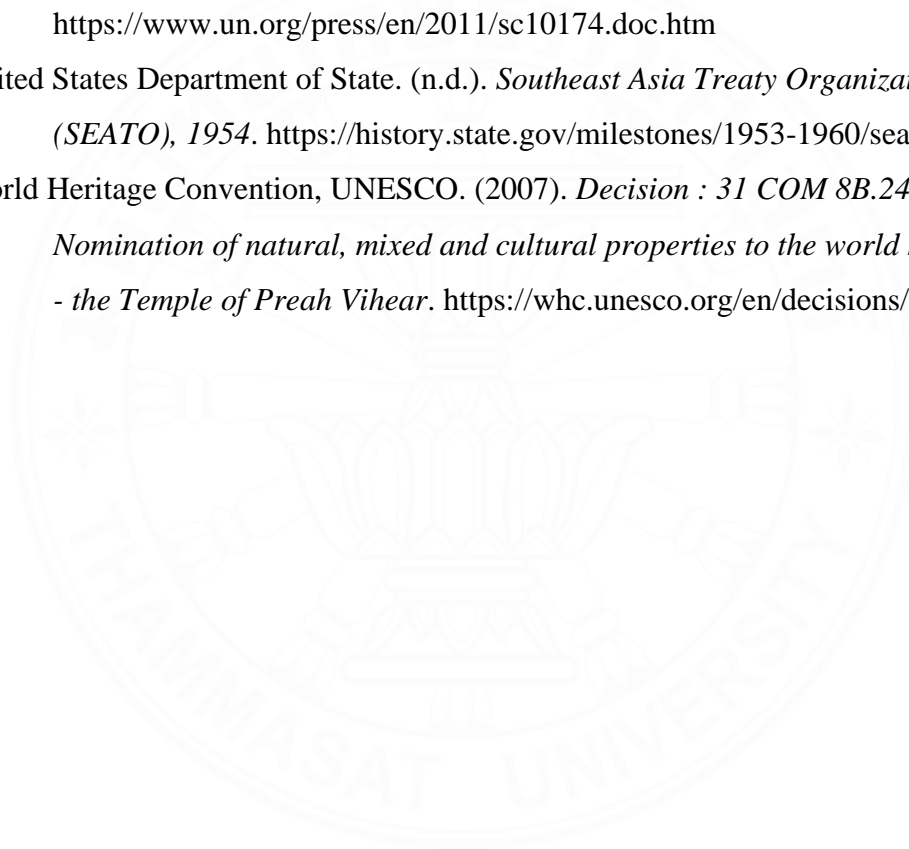 https://www.un.org/press/en/2011/sc10174.doc.htm
ited States Department of State. (n.d.). Southeast Asia Treaty Organiza
(SEATO), 1954. https://history.state.gov/milestones/1953-1960/sea
rld Heritage Convention, UNESCO. (2007). Decision : 31 COM 8B.24
Nomination of natural, mixed and cultural properties to the world
- the Temple of Preah Vihear. https://whc.unesco.org/en/decisions/
THAMMASAT UNIVERSITY